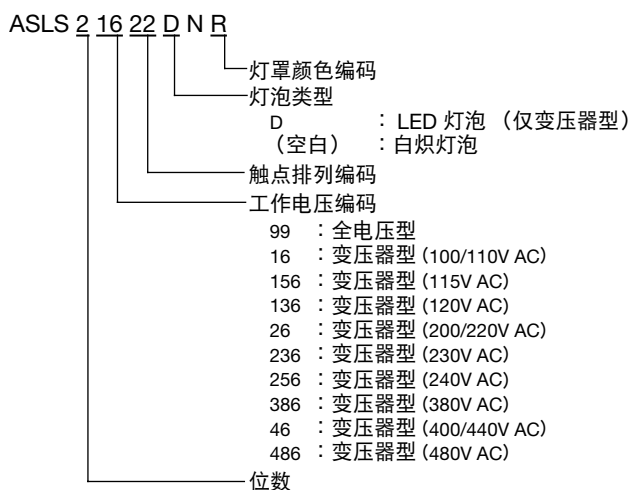 ASLS 2 16 22 D N R
灯罩颜色编码
灯泡类型
D ：LED 灯泡 （仅变压器型）
（空白） ：白炽灯泡
触点排列编码
工作电压编码
99 ：全电压型
16 ：变压器型 (100/110V AC)
156 ：变压器型 (115V AC)
136 ：变压器型 (120V AC)
26 ：变压器型 (200/220V AC)
236 ：变压器型 (230V AC)
256 ：变压器型 (240V AC)
386 ：变压器型 (380V AC)
46 ：变压器型 (400/440V AC)
486 ：变压器型 (480V AC)
位数